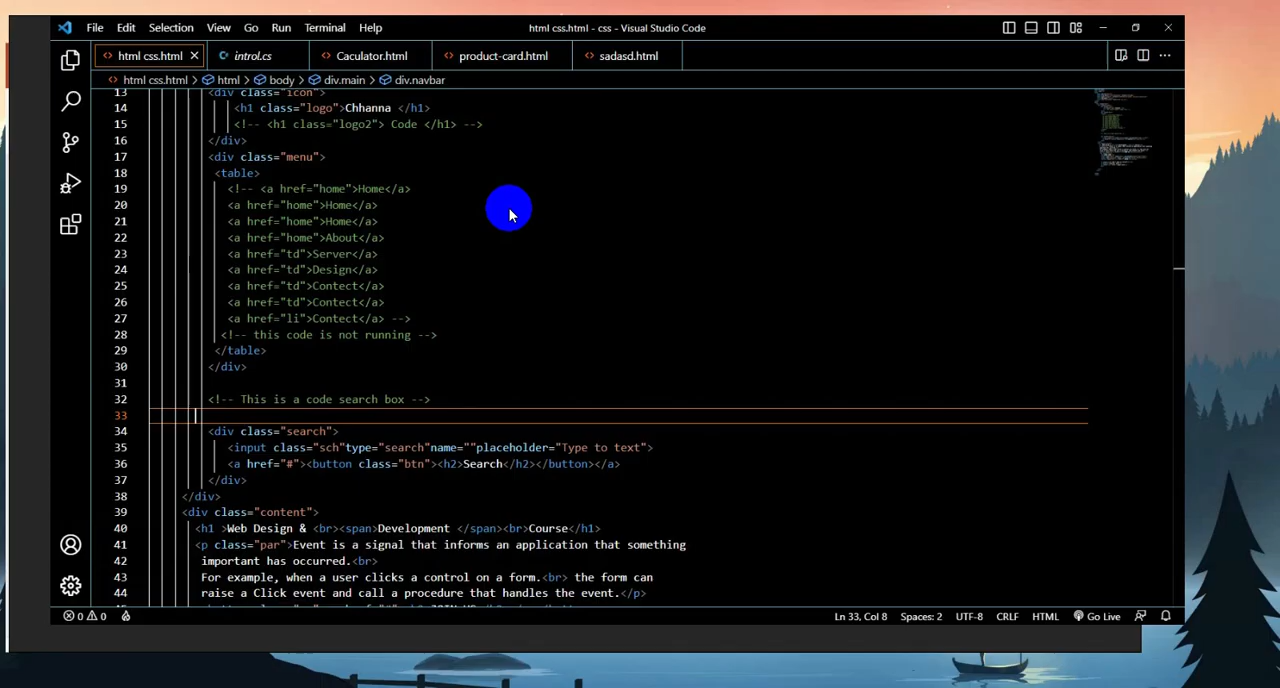 File Edit Selection View Go Run Terminal Help html css.html - css - Visual Studio Code
html css.html introl.cs Caculator.html product-card.html sadasd.html
html css.html > html > body > div.main > div.navbar
13 <div class="icon">
14 <h1 class="logo">Chhanna </h1>
15 <!-- <h1 class="logo2"> Code </h1> -->
16 </div>
17 <div class="menu">
18 <table>
19 <!-- <a href="home">Home</a>
20 <a href="home">Home</a>
21 <a href="home">Home</a>
22 <a href="home">About</a>
23 <a href="td">Server</a>
24 <a href="td">Design</a>
25 <a href="td">Contect</a>
26 <a href="td">Contect</a>
27 <a href="li">Contect</a> -->
28 <!-- this code is not running -->
29 </table>
30 </div>
31
32 <!-- This is a code search box -->
33
34 <div class="search">
35 <input class="sch"type="search"name=""placeholder="Type to text">
36 <a href="#"><button class="btn"><h2>Search</h2></button></a>
37 </div>
38 </div>
39 <div class="content">
40 <h1 >Web Design & <br><span>Development </span><br>Course</h1>
41 <p class="par">Event is a signal that informs an application that something
42 important has occurred.<br>
43 For example, when a user clicks a control on a form.<br> the form can
44 raise a Click event and call a procedure that handles the event.</p>
0 0 Ln 33, Col 8 Spaces: 2 UTF-8 CRLF HTML Go Live